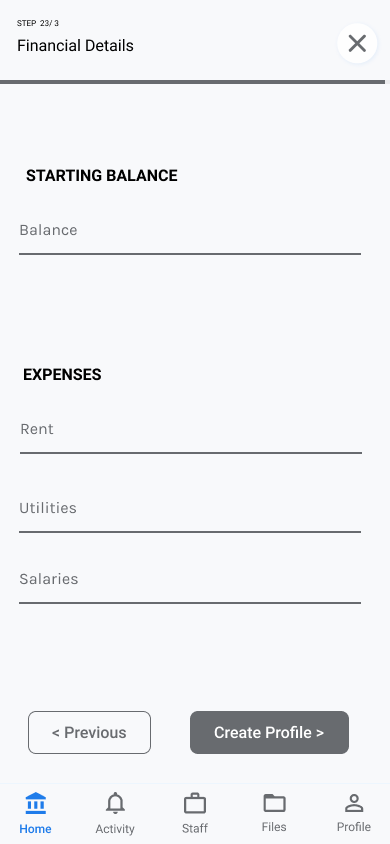 STEP 23/ 3
Financial Details
STARTING BALANCE
Balance
EXPENSES
Rent
Utilities
Salaries
< Previous
Create Profile >
Home
Activity
Staff
Files
Profile